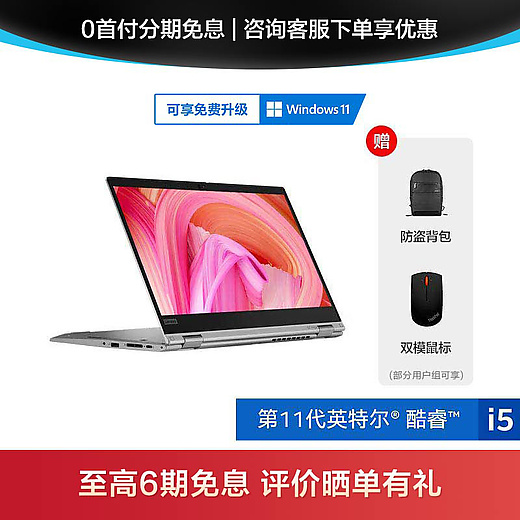 0首付分期免息 | 咨询客服下单享优惠
可享免费升级 Windows 11
赠
防盗背包
双模鼠标
(部分用户组可享)
第11代英特尔® 酷睿™ i5
至高6期免息 评价晒单有礼